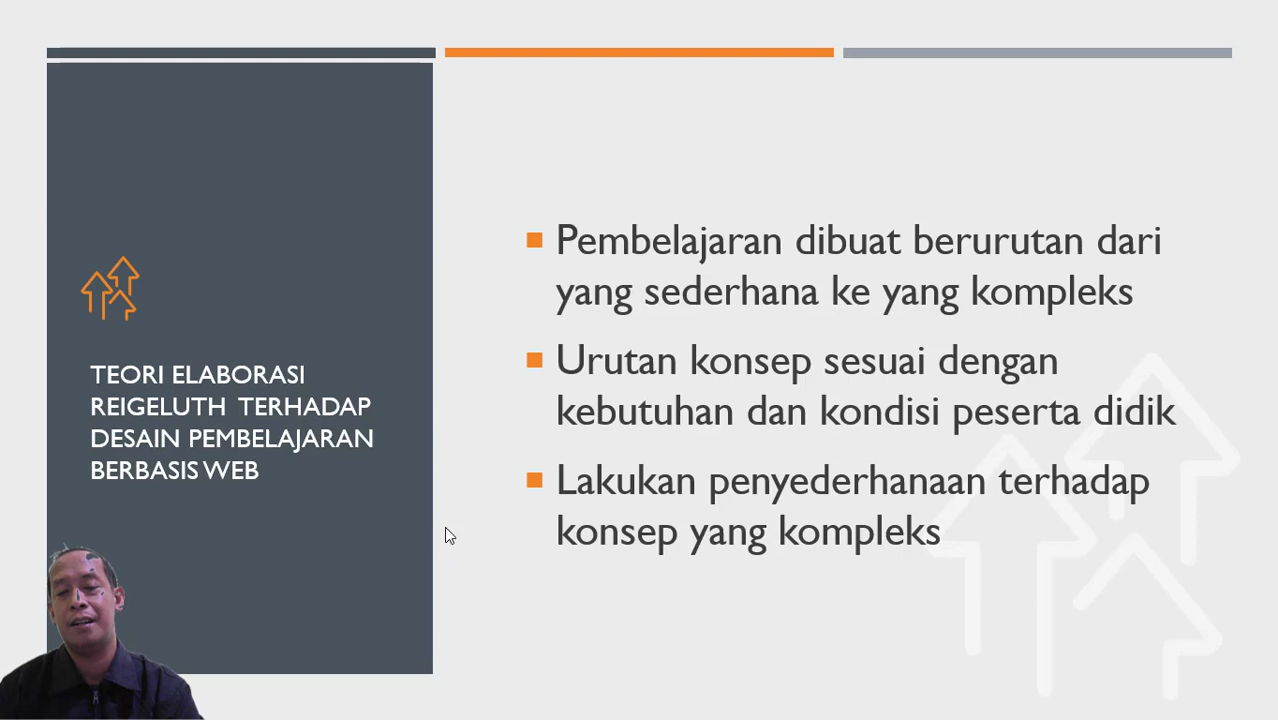 TEORI ELABORASI
REIGELUTH TERHADAP
DESAIN PEMBELAJARAN
BERBASIS WEB
Pembelajaran dibuat berurutan dari
yang sederhana ke yang kompleks
Urutan konsep sesuai dengan
kebutuhan dan kondisi peserta didik
Lakukan penyederhanaan terhadap
konsep yang kompleks